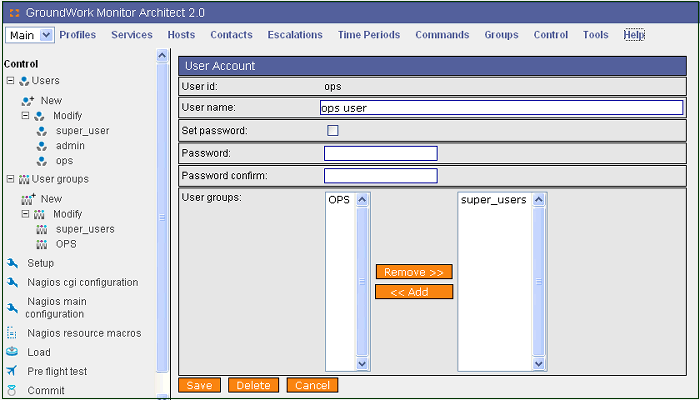 GroundWork Monitor Architect 2.0
Main Profiles Services Hosts Contacts Escalations Time Periods Commands Groups Control Tools Help
Control
Users
New
Modify
super_user
admin
ops
User groups
New
Modify
super_users
OPS
Setup
Nagios cgi configuration
Nagios main
configuration
Nagios resource macros
Load
Pre flight test
Commit
User Account
User id: ops
User name: ops user
Set password:
Password:
Password confirm:
User groups: OPS super_users
Remove >>
<< Add
Save Delete Cancel